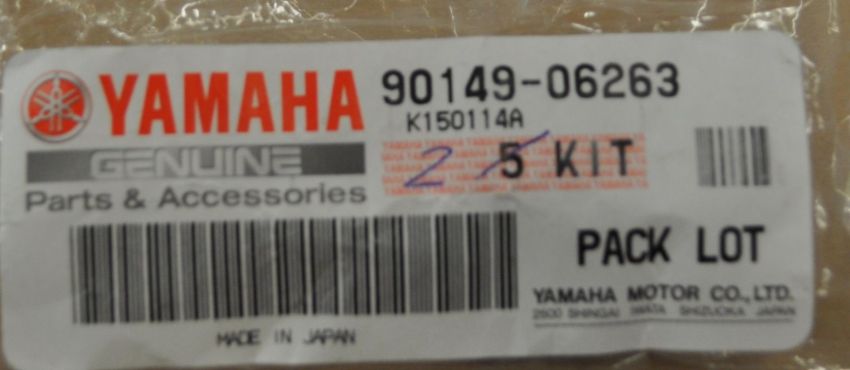 YAMAHA 90149-06263
K150114A
GENUINE 2 5 KIT
Parts & Accessories
PACK LOT
YAMAHA MOTOR CO., LTD.
2500 SHINGAI IWATA SHIZUOKA JAPAN
MADE IN JAPAN